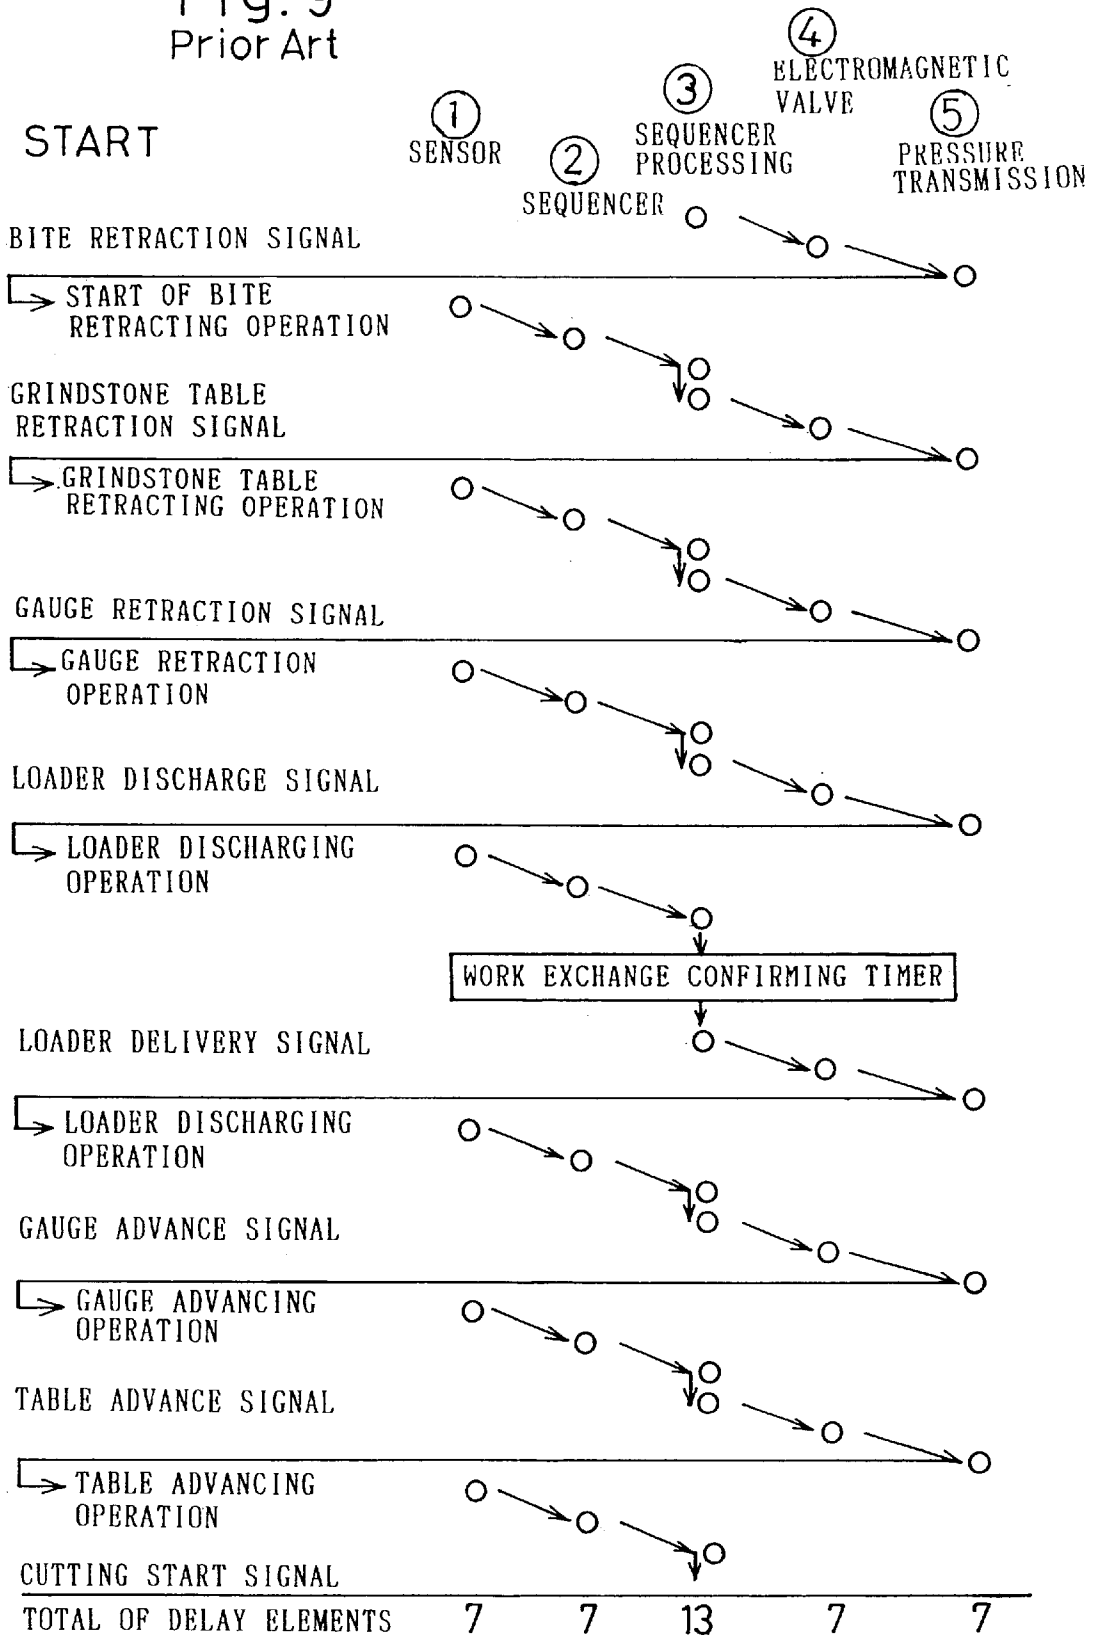 Fig. 9
Prior Art
START
1
SENSOR
2
SEQUENCER
3
SEQUENCER
PROCESSING
4
ELECTROMAGNETIC
VALVE
5
PRESSURE
TRANSMISSION
BITE RETRACTION SIGNAL
START OF BITE
RETRACTING OPERATION
GRINDSTONE TABLE
RETRACTION SIGNAL
GRINDSTONE TABLE
RETRACTING OPERATION
GAUGE RETRACTION SIGNAL
GAUGE RETRACTION
OPERATION
LOADER DISCHARGE SIGNAL
LOADER DISCHARGING
OPERATION
WORK EXCHANGE CONFIRMING TIMER
LOADER DELIVERY SIGNAL
LOADER DISCHARGING
OPERATION
GAUGE ADVANCE SIGNAL
GAUGE ADVANCING
OPERATION
TABLE ADVANCE SIGNAL
TABLE ADVANCING
OPERATION
CUTTING START SIGNAL
TOTAL OF DELAY ELEMENTS 7 7 13 7 7